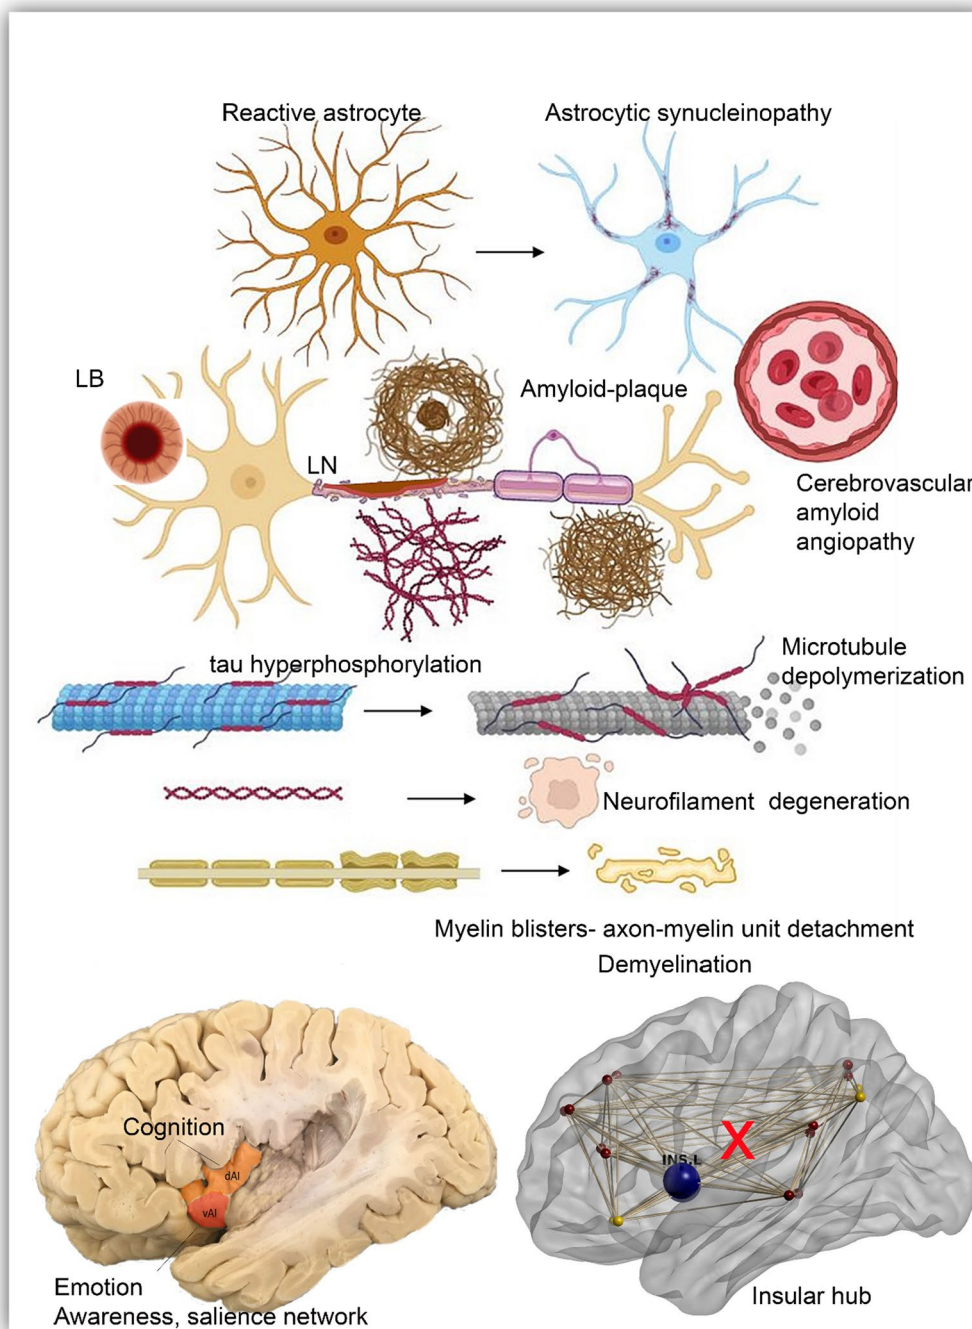 Reactive astrocyte
Astrocytic synucleinopathy
LB
Amyloid-plaque
LN
Cerebrovascular
amyloid
angiopathy
tau hyperphosphorylation
Microtubule
depolymerization
Neurofilament degeneration
Myelin blisters- axon-myelin unit detachment
Demyelination
Cognition
dAI
vAI
INS.L
X
Emotion
Awareness, salience network
Insular hub